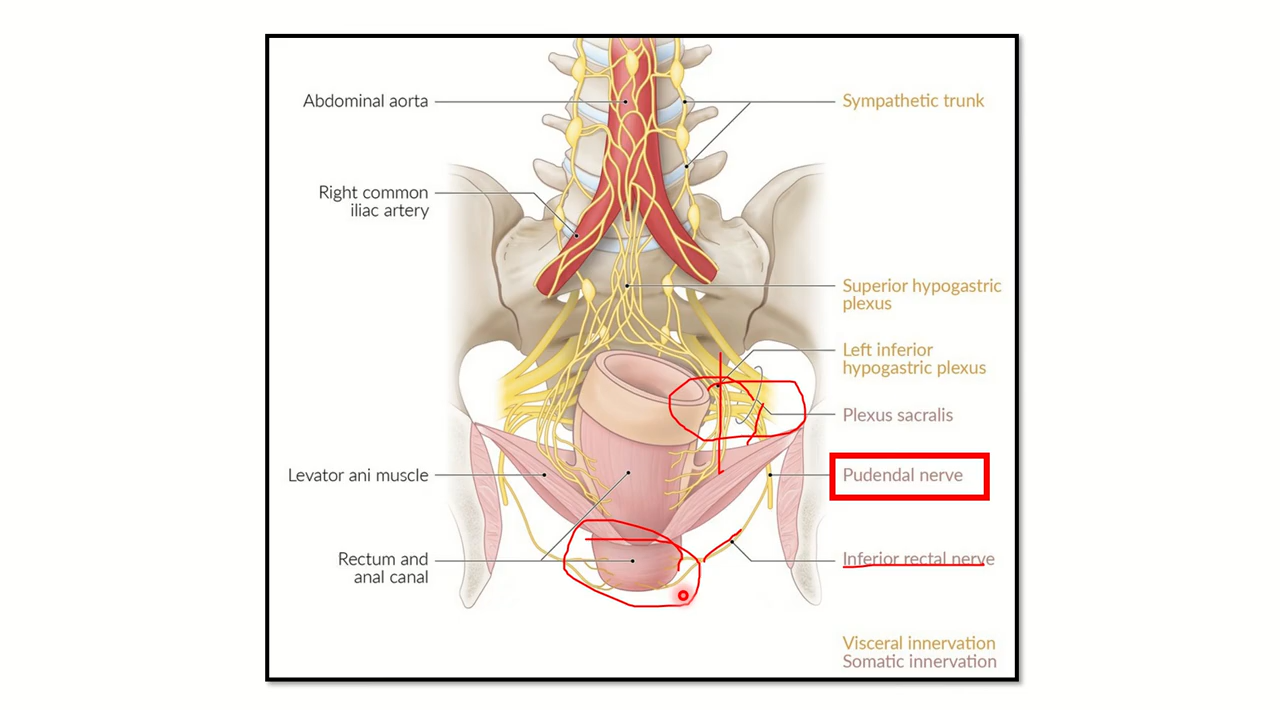 Abdominal aorta
Sympathetic trunk
Right common
iliac artery
Superior hypogastric
plexus
Left inferior
hypogastric plexus
Plexus sacralis
Levator ani muscle
Pudendal nerve
Rectum and
anal canal
Inferior rectal nerve
Visceral innervation
Somatic innervation